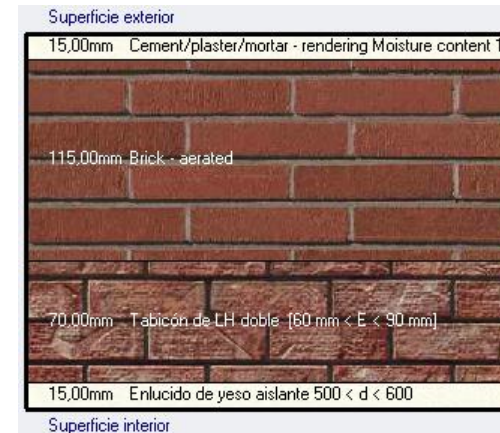 Superficie exterior
15,00mm Cement/plaster/mortar - rendering Moisture content 1
115,00mm Brick - aerated
70,00mm Tabicón de LH doble [60 mm < E < 90 mm]
15,00mm Enlucido de yeso aislante 500 < d < 600
Superficie interior